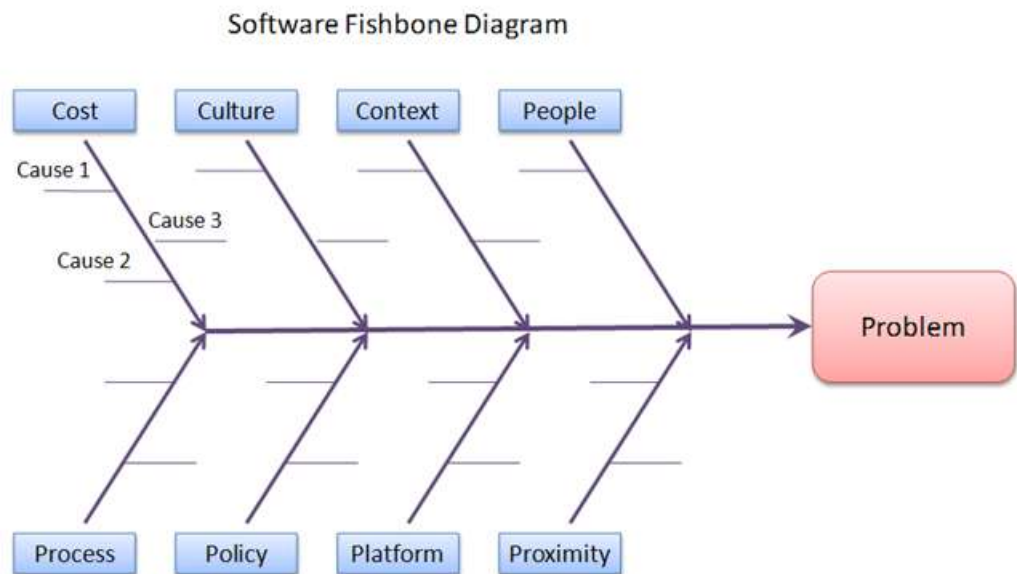 Software Fishbone Diagram
Cost
Culture
Context
People
Cause 1
Cause 3
Cause 2
Problem
Process
Policy
Platform
Proximity